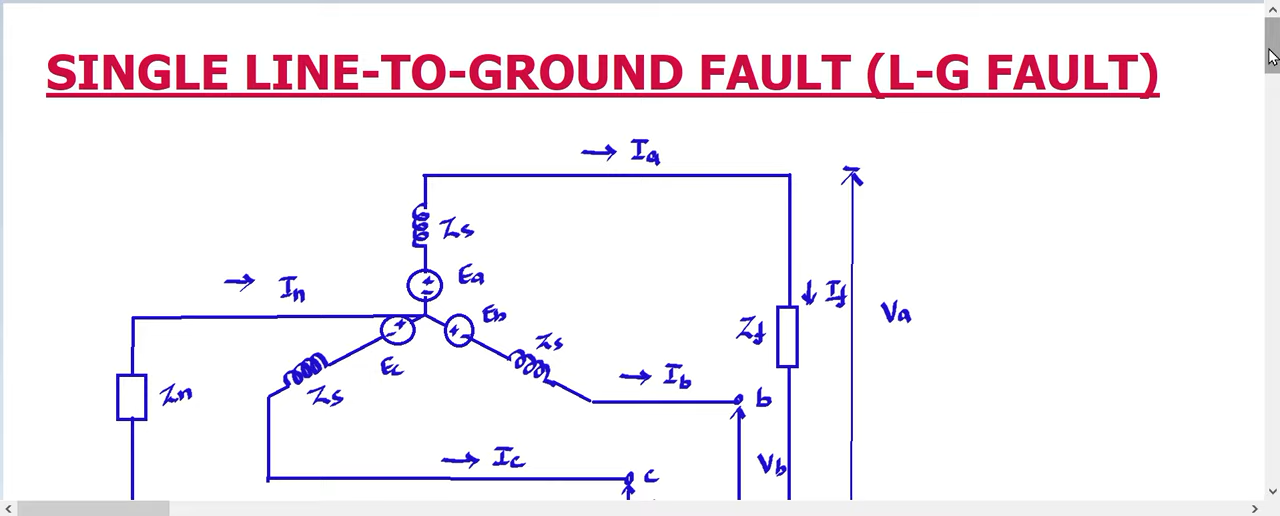 SINGLE LINE-TO-GROUND FAULT (L-G FAULT)
Ia
Zs
Ea
In
Eb
If
Zf
Va
Ec
Zs
Zs
Ib
Zn
b
Ic
c
Vb